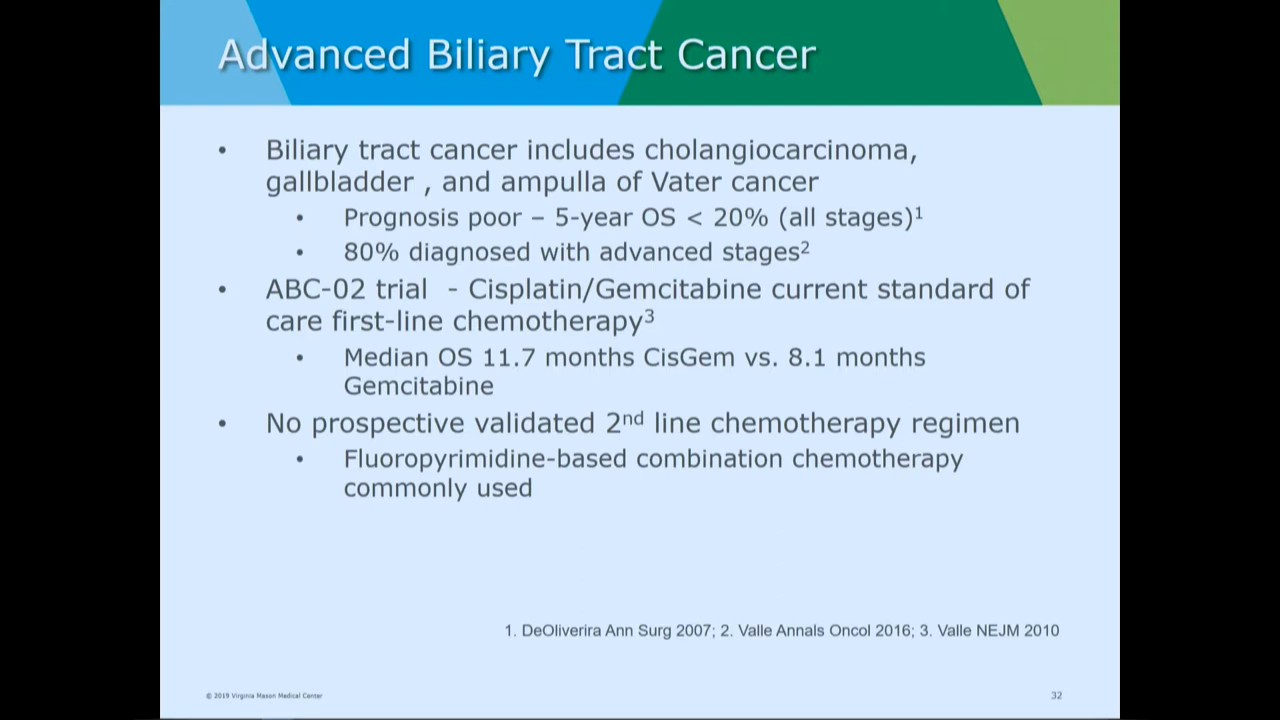 Advanced Biliary Tract Cancer
• Biliary tract cancer includes cholangiocarcinoma,
gallbladder , and ampulla of Vater cancer
• Prognosis poor – 5-year OS < 20% (all stages)¹
• 80% diagnosed with advanced stages²
• ABC-02 trial - Cisplatin/Gemcitabine current standard of
care first-line chemotherapy³
• Median OS 11.7 months CisGem vs. 8.1 months
Gemcitabine
• No prospective validated 2ⁿᵈ line chemotherapy regimen
• Fluoropyrimidine-based combination chemotherapy
commonly used
1. DeOliverira Ann Surg 2007; 2. Valle Annals Oncol 2016; 3. Valle NEJM 2010
© 2019 Virginia Mason Medical Center
32